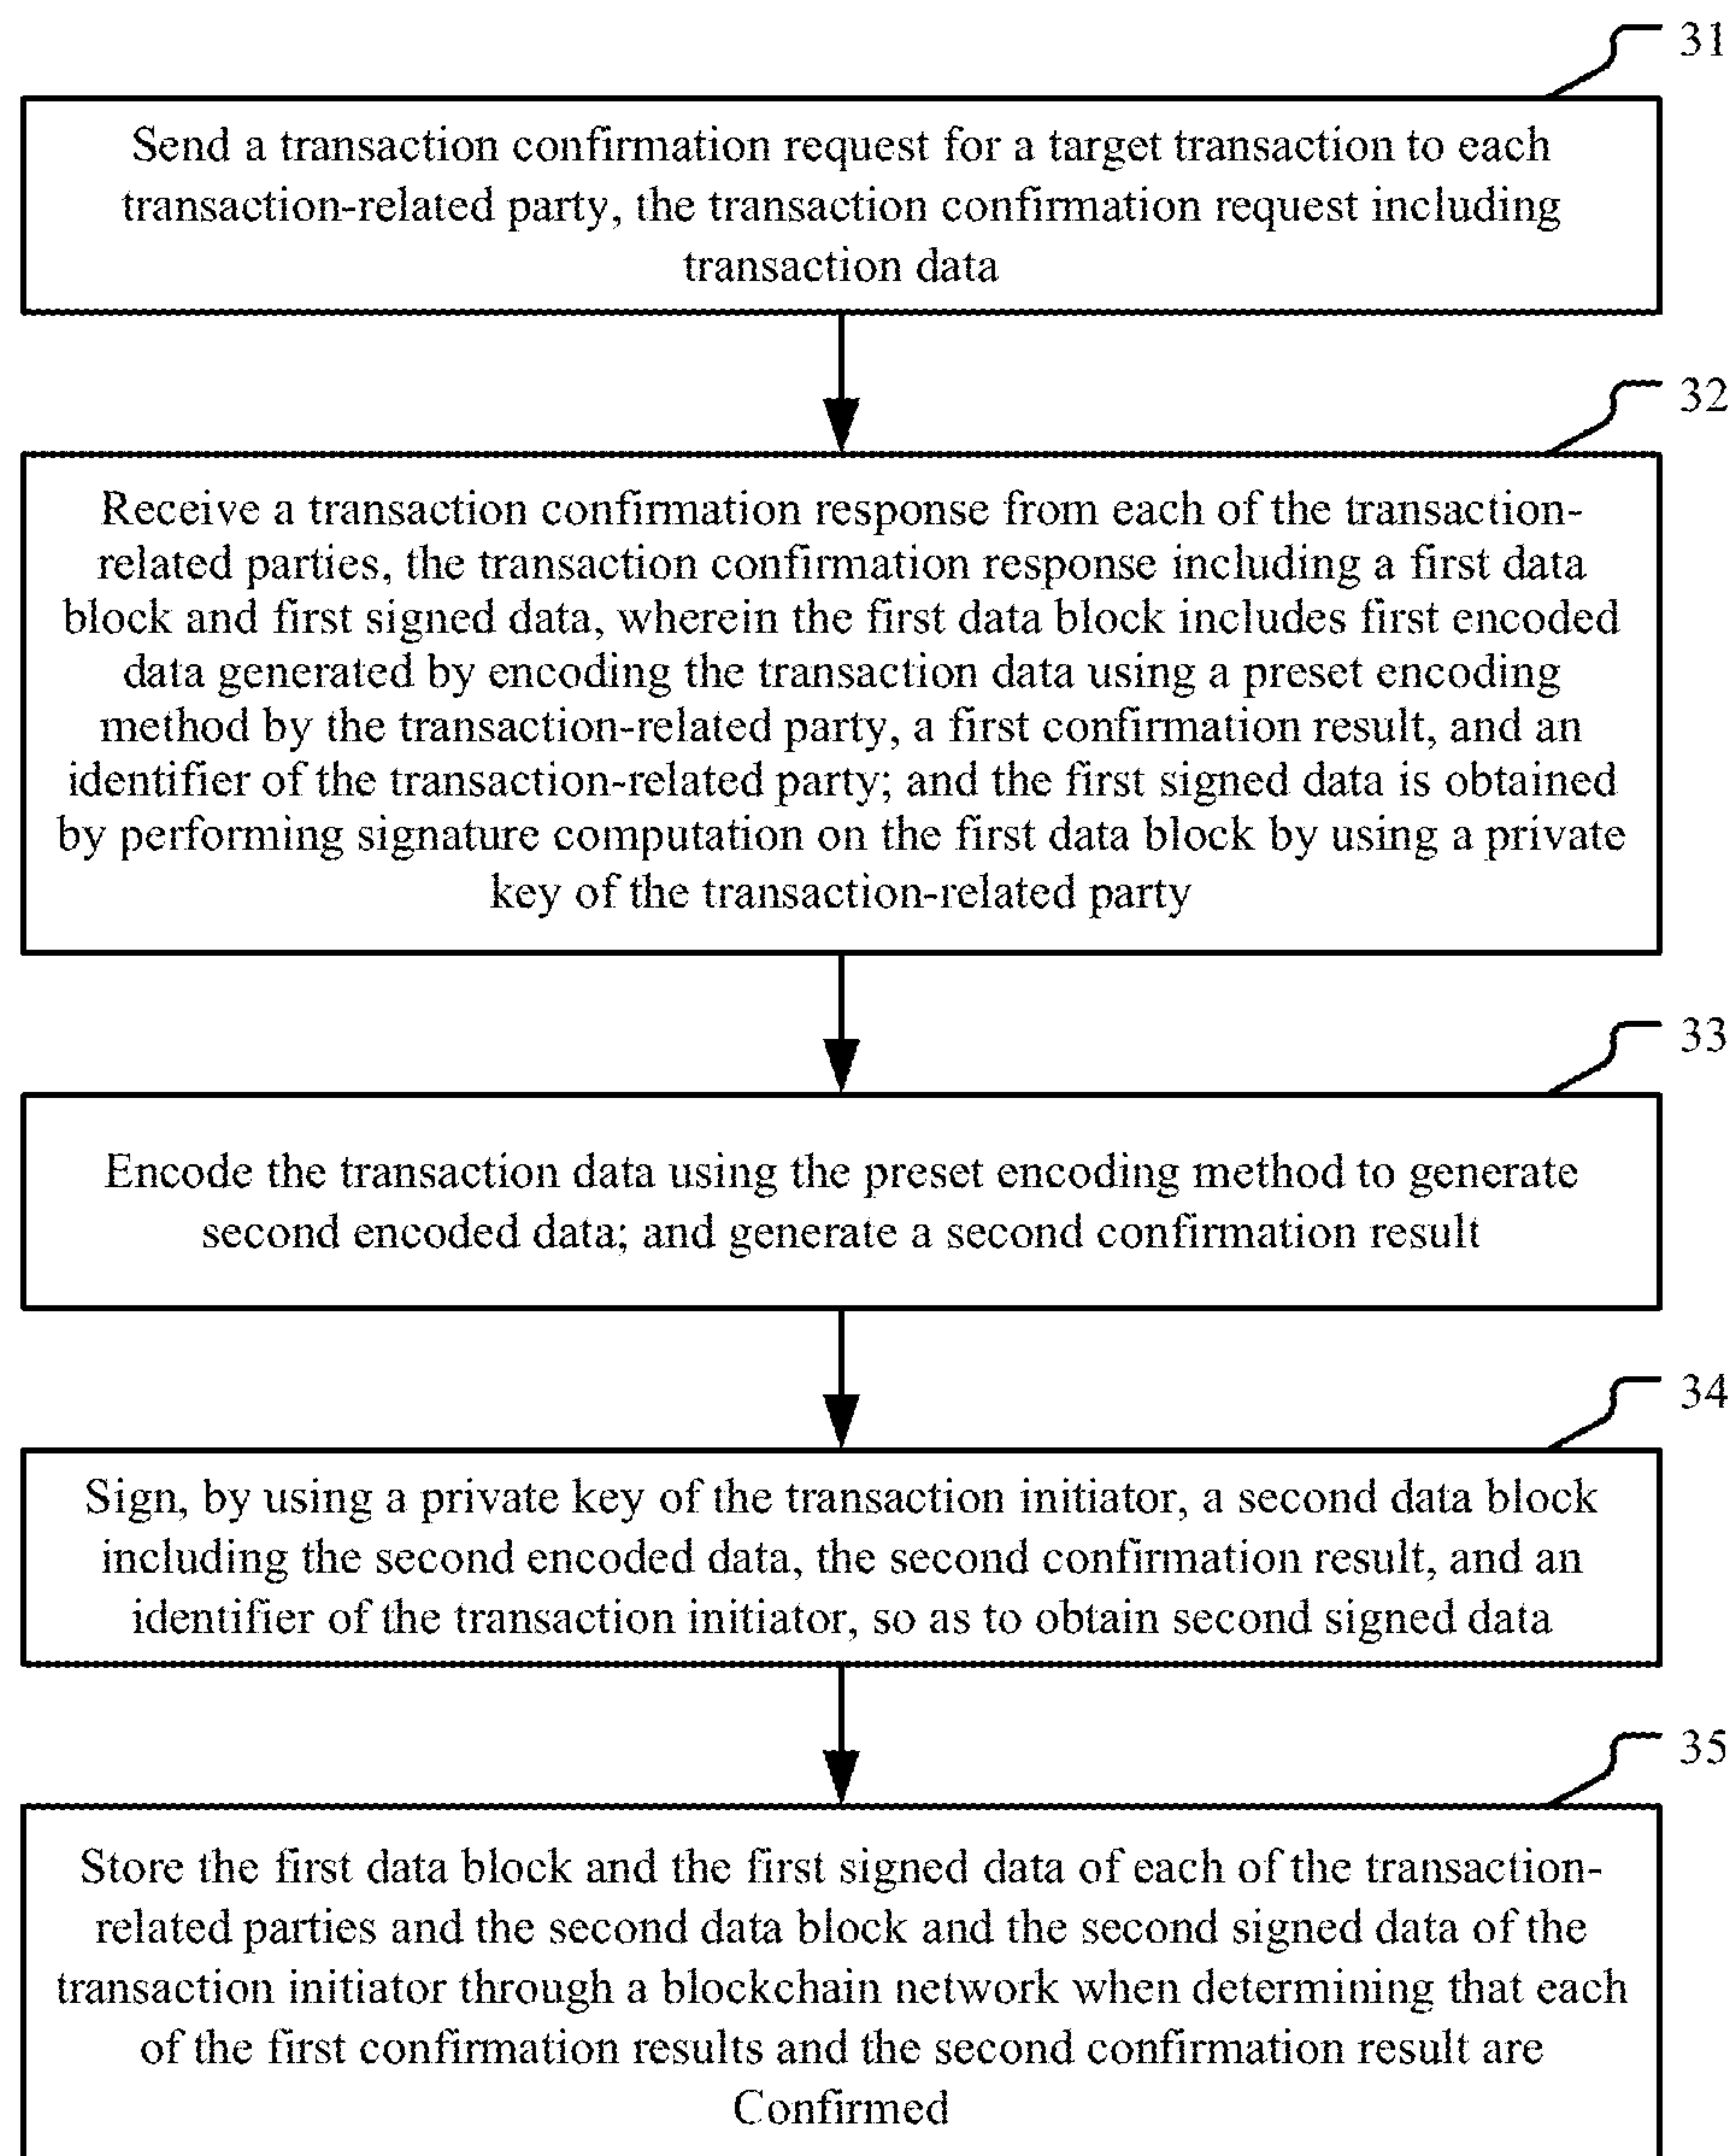 31
Send a transaction confirmation request for a target transaction to each
transaction-related party, the transaction confirmation request including
transaction data
32
Receive a transaction confirmation response from each of the transaction-
related parties, the transaction confirmation response including a first data
block and first signed data, wherein the first data block includes first encoded
data generated by encoding the transaction data using a preset encoding
method by the transaction-related party, a first confirmation result, and an
identifier of the transaction-related party; and the first signed data is obtained
by performing signature computation on the first data block by using a private
key of the transaction-related party
33
Encode the transaction data using the preset encoding method to generate
second encoded data; and generate a second confirmation result
34
Sign, by using a private key of the transaction initiator, a second data block
including the second encoded data, the second confirmation result, and an
identifier of the transaction initiator, so as to obtain second signed data
35
Store the first data block and the first signed data of each of the transaction-
related parties and the second data block and the second signed data of the
transaction initiator through a blockchain network when determining that each
of the first confirmation results and the second confirmation result are
Confirmed